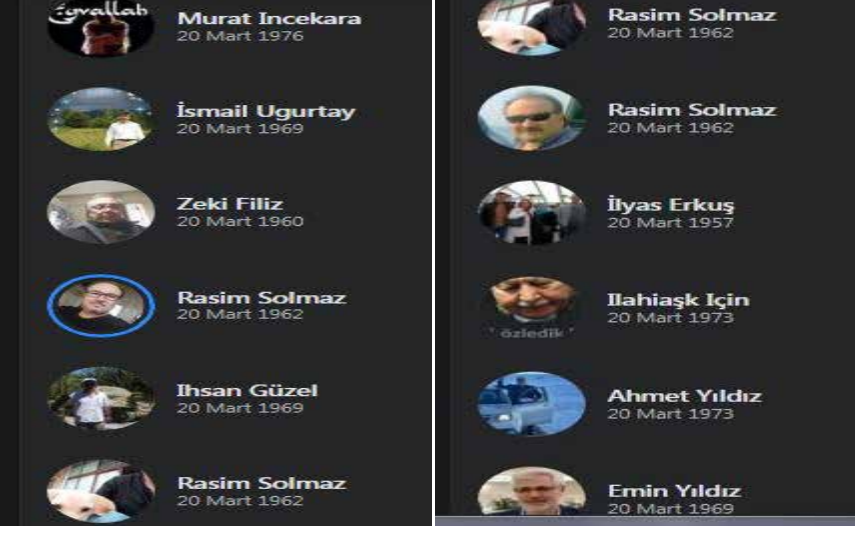 Eyvallah
Murat Incekara
20 Mart 1976
İsmail Ugurtay
20 Mart 1969
Zeki Filiz
20 Mart 1960
Rasim Solmaz
20 Mart 1962
Ihsan Güzel
20 Mart 1969
Rasim Solmaz
20 Mart 1962
Rasim Solmaz
20 Mart 1962
Rasim Solmaz
20 Mart 1962
İlyas Erkuş
20 Mart 1957
Ilahiaşk Için
20 Mart 1973
" özledik "
Ahmet Yıldız
20 Mart 1973
Emin Yıldız
20 Mart 1969